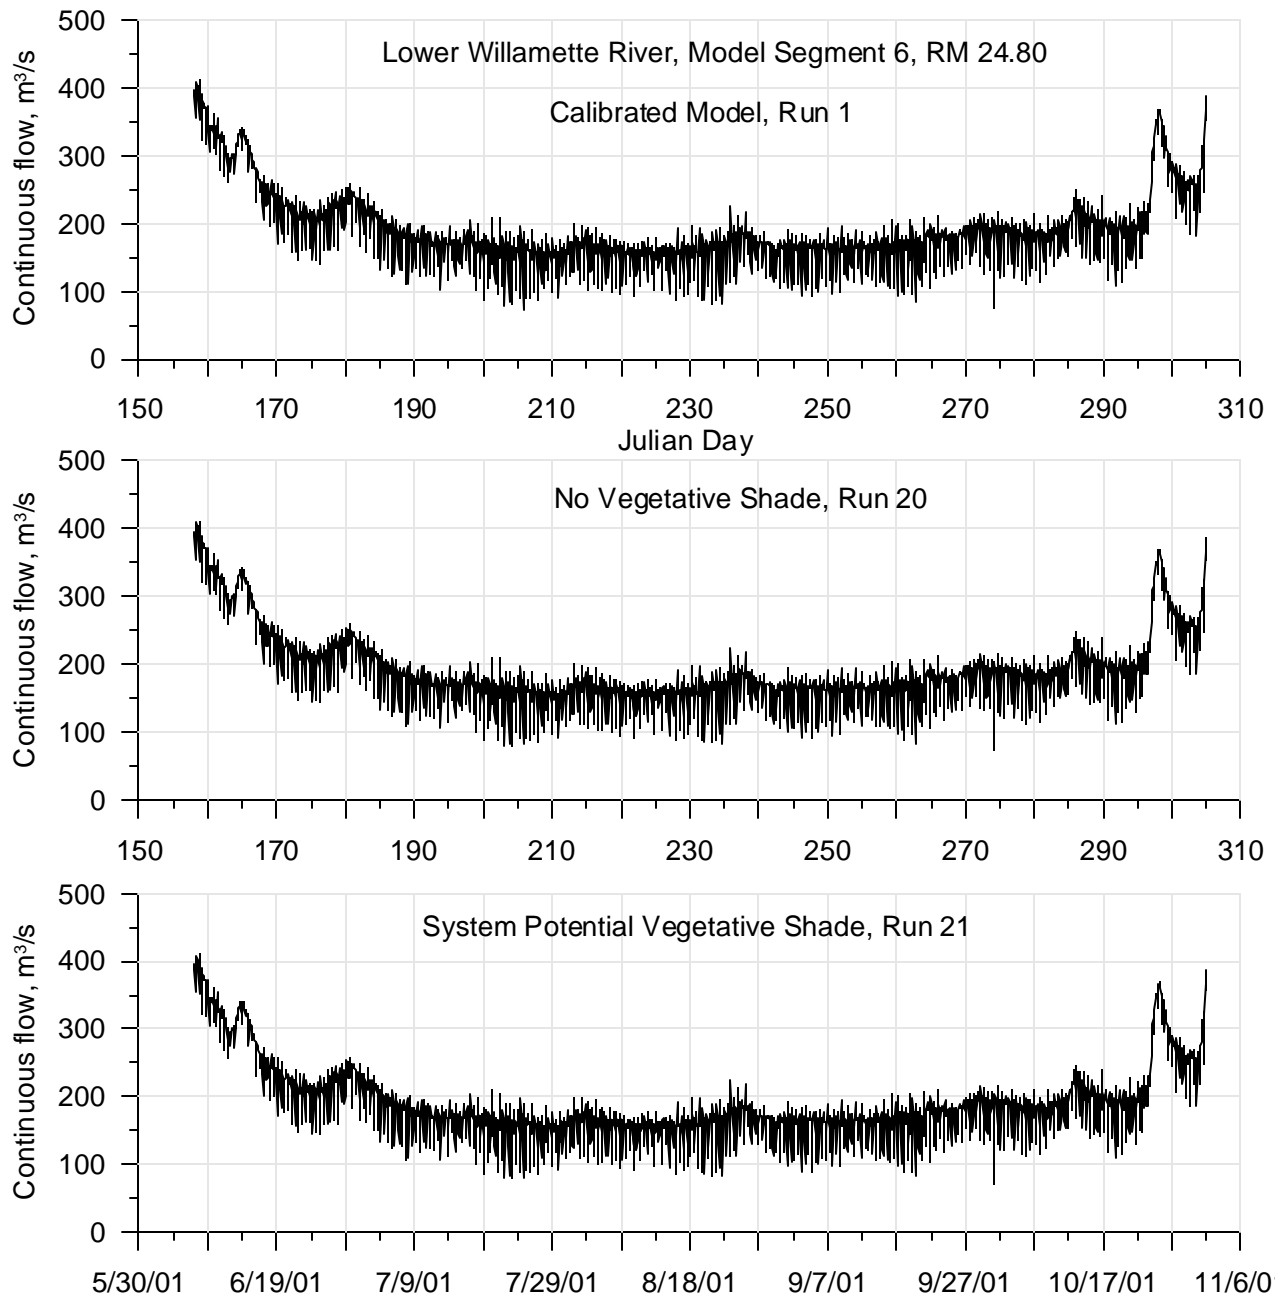 Lower Willamette River, Model Segment 6, RM 24.80
Calibrated Model, Run 1
Continuous flow, m³/s
500
400
300
200
100
0
150 170 190 210 230 250 270 290 310
Julian Day
No Vegetative Shade, Run 20
Continuous flow, m³/s
500
400
300
200
100
0
150 170 190 210 230 250 270 290 310
System Potential Vegetative Shade, Run 21
Continuous flow, m³/s
500
400
300
200
100
0
5/30/01 6/19/01 7/9/01 7/29/01 8/18/01 9/7/01 9/27/01 10/17/01 11/6/0